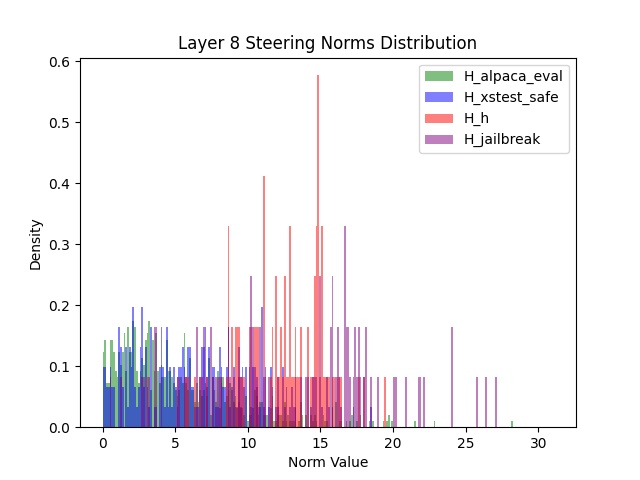 Layer 8 Steering Norms Distribution
H_alpaca_eval
H_xstest_safe
H_h
H_jailbreak
Density
0.6
0.5
0.4
0.3
0.2
0.1
0.0
0 5 10 15 20 25 30
Norm Value